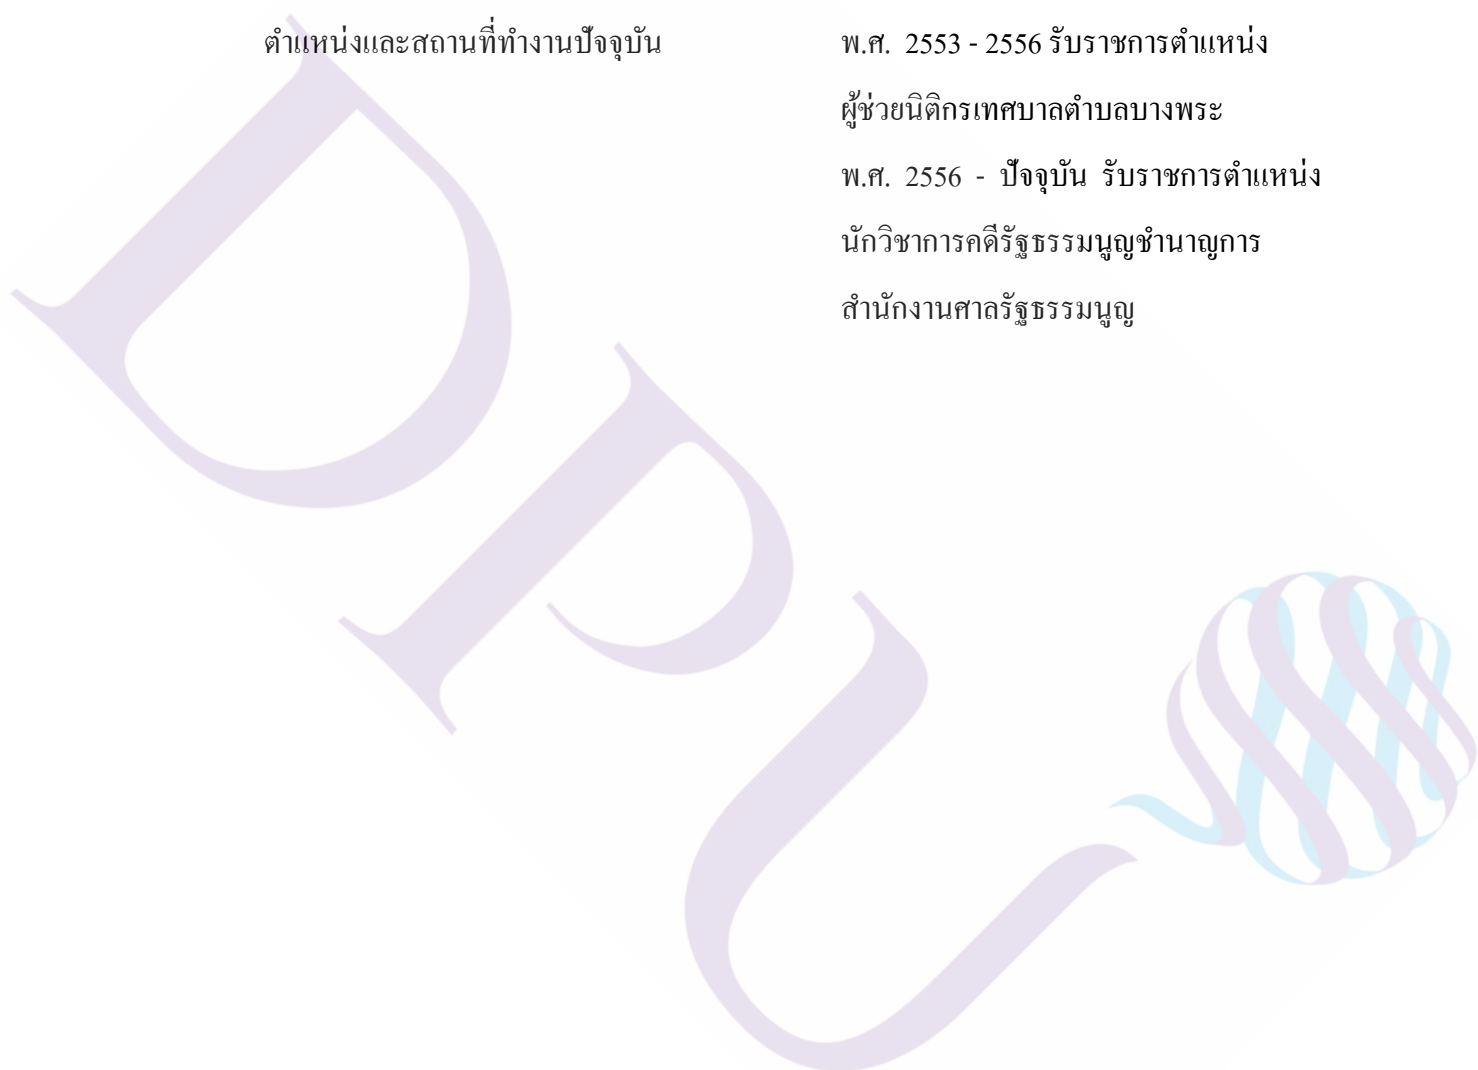 ตำแหน่งและสถานที่ทำงานปัจจุบัน พ.ศ. 2553 - 2556 รับราชการตำแหน่ง
ผู้ช่วยนิติกรเทศบาลตำบลบางพระ
พ.ศ. 2556 - ปัจจุบัน รับราชการตำแหน่ง
นักวิชาการคดีรัฐธรรมนูญชำนาญการ
สำนักงานศาลรัฐธรรมนูญ
DPU